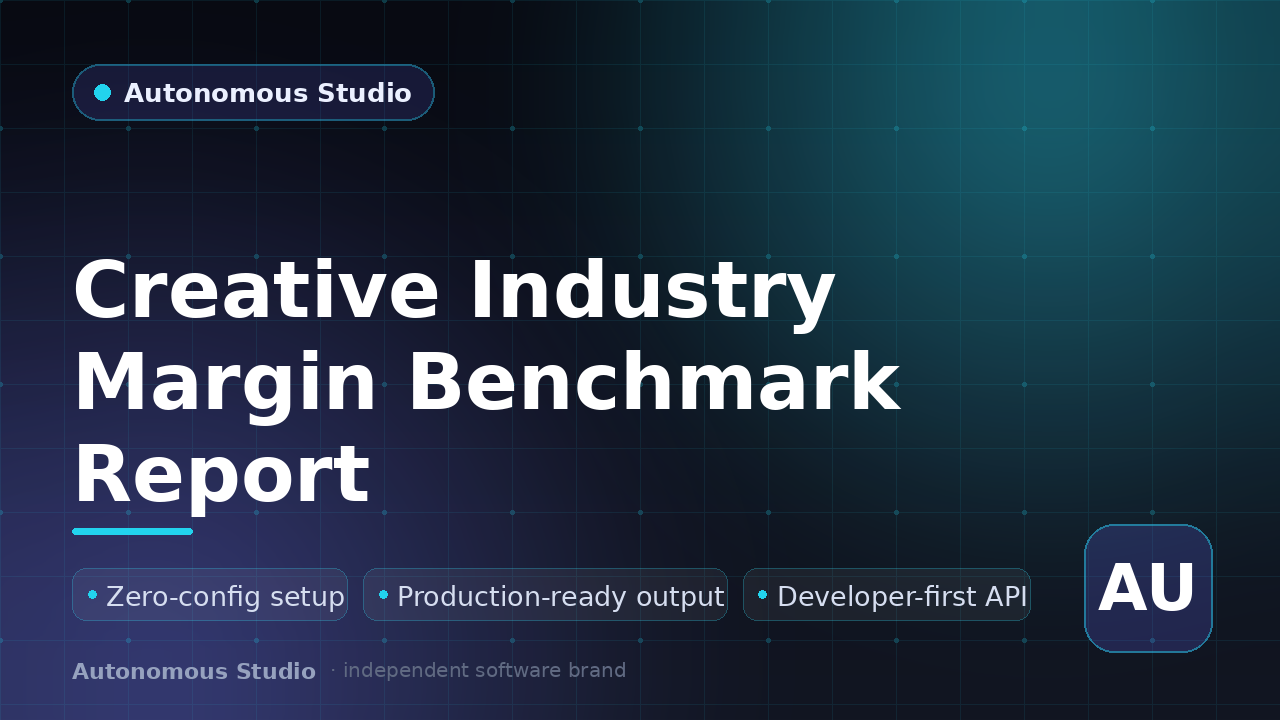 Autonomous Studio
Creative Industry
Margin Benchmark
Report
Zero-config setup
Production-ready output
Developer-first API
AU
Autonomous Studio · independent software brand